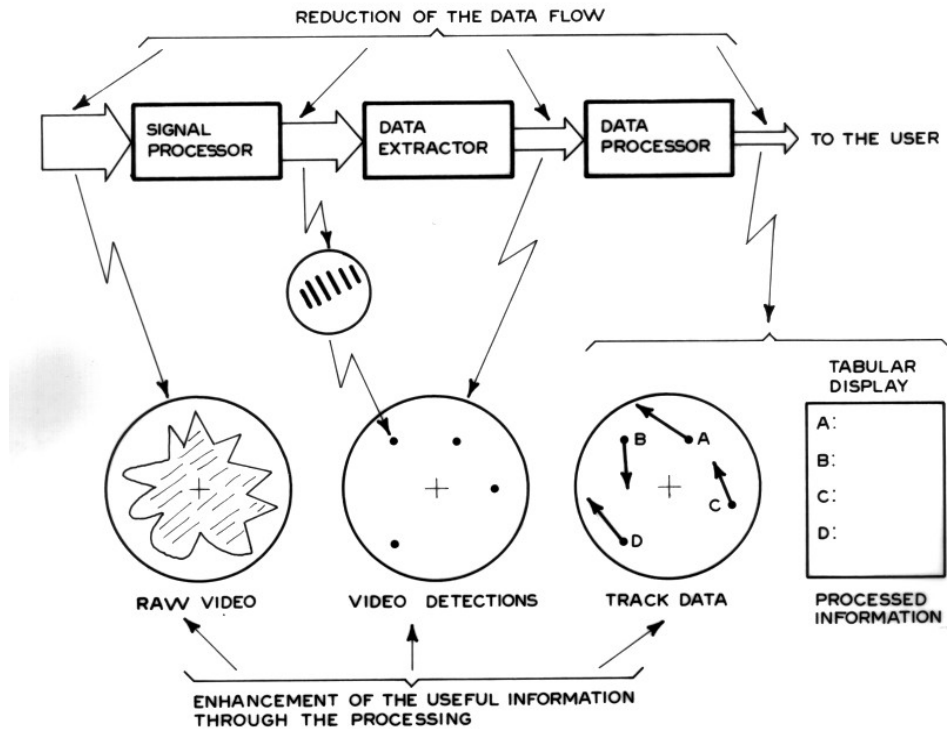 REDUCTION OF THE DATA FLOW
SIGNAL
PROCESSOR
DATA
EXTRACTOR
DATA
PROCESSOR
TO THE USER
TABULAR
DISPLAY
A:
B:
C:
D:
B
A
C
D
RAW VIDEO
VIDEO DETECTIONS
TRACK DATA
PROCESSED
INFORMATION
ENHANCEMENT OF THE USEFUL INFORMATION
THROUGH THE PROCESSING